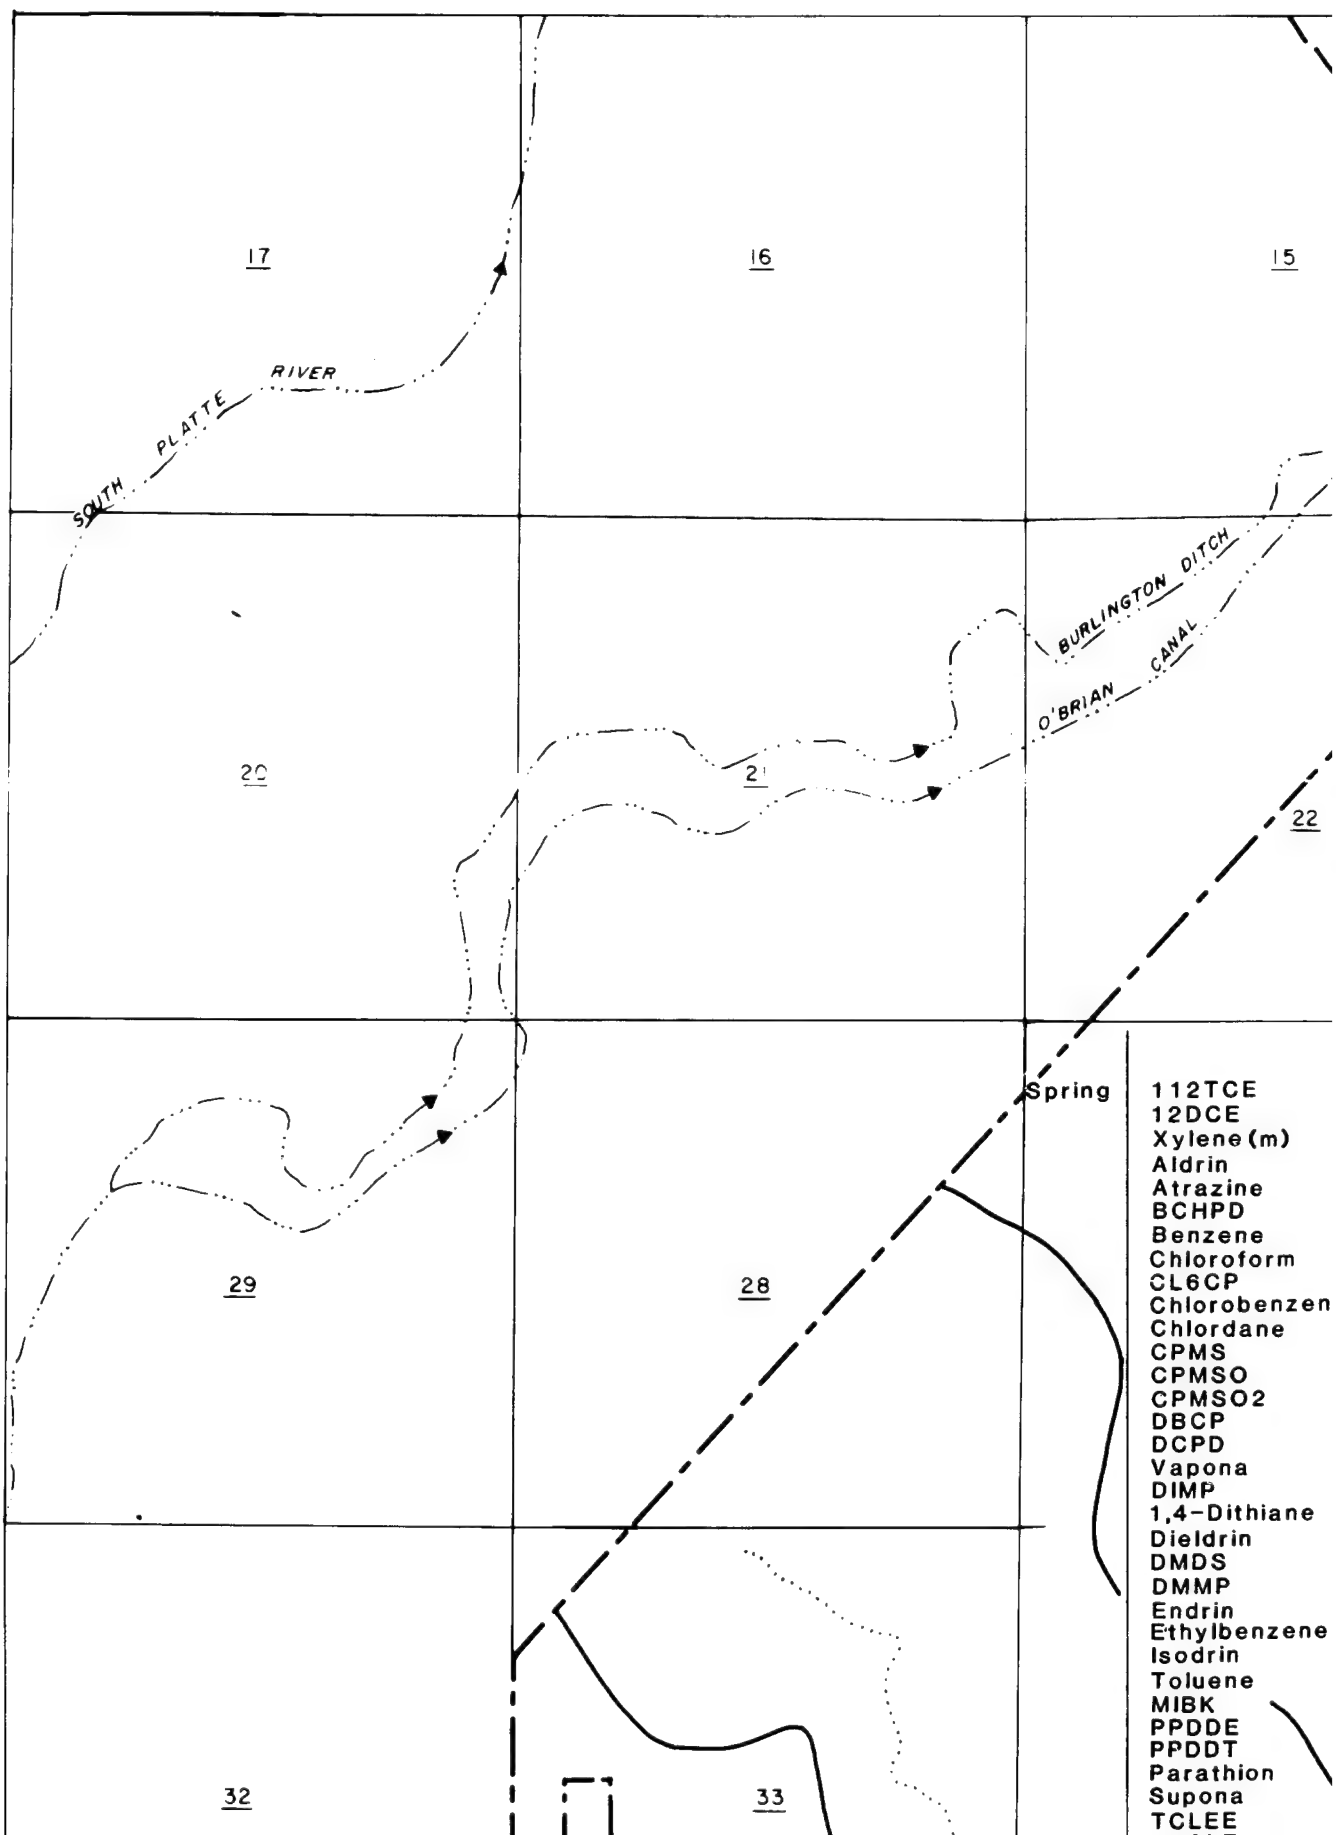 17
16
15
SOUTH PLATTE RIVER
BURLINGTON DITCH
O'BRIAN CANAL
20
21
22
Spring
112TCE
12DCE
Xylene(m)
Aldrin
Atrazine
BCHPD
Benzene
Chloroform
CL6CP
Chlorobenzen
Chlordane
CPMS
CPMSO
CPMSO2
DBCP
DCPD
Vapona
DIMP
1,4-Dithiane
Dieldrin
DMDS
DMMP
Endrin
Ethylbenzene
Isodrin
Toluene
MIBK
PPDDE
PPDDT
Parathion
Supona
TCLEE
29
28
32
33